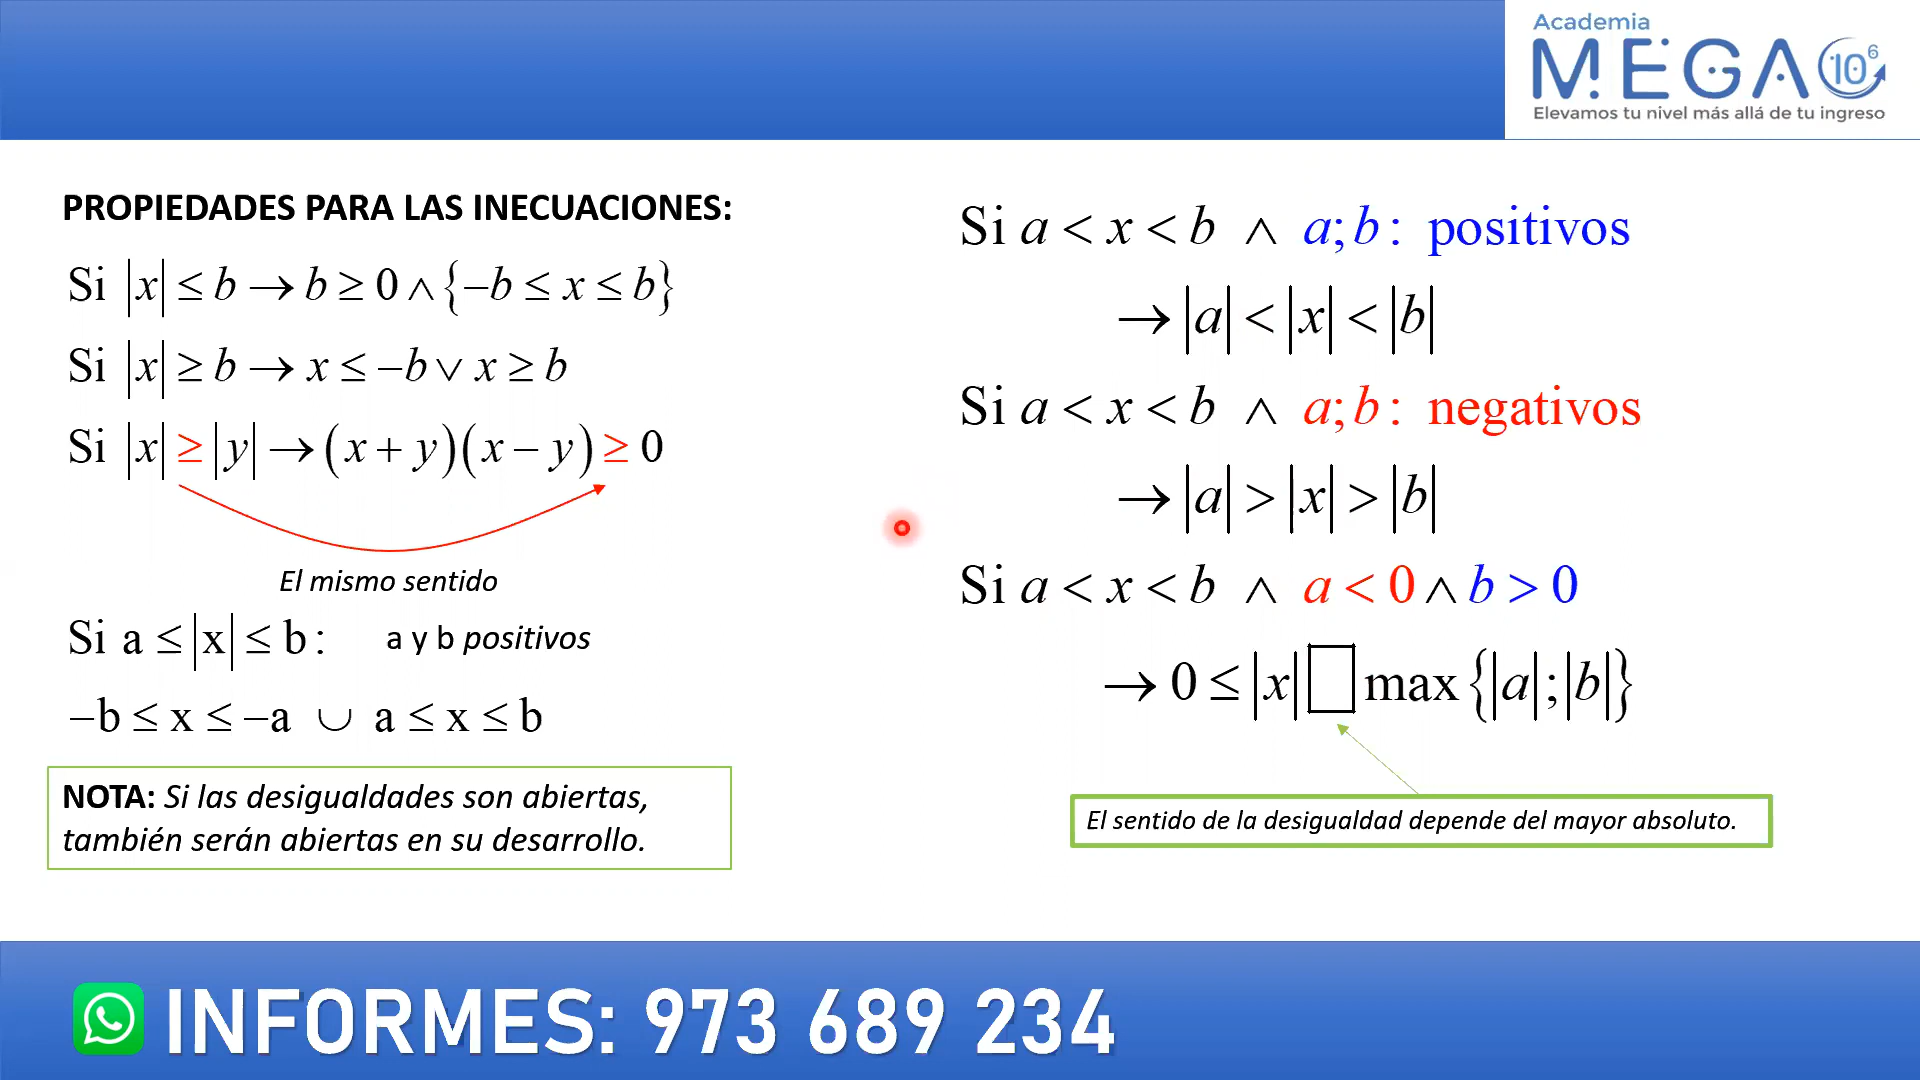 Academia
MEGA 10⁶
Elevamos tu nivel más allá de tu ingreso
PROPIEDADES PARA LAS INECUACIONES:
Si |x| ≤ b → b ≥ 0 ∧ {−b ≤ x ≤ b}
Si |x| ≥ b → x ≤ −b ∨ x ≥ b
Si |x| ≥ |y| → (x + y)(x − y) ≥ 0
El mismo sentido
Si a ≤ |x| ≤ b: a y b positivos
−b ≤ x ≤ −a ∪ a ≤ x ≤ b
NOTA: Si las desigualdades son abiertas,
también serán abiertas en su desarrollo.
Si a < x < b ∧ a; b: positivos
→ |a| < |x| < |b|
Si a < x < b ∧ a; b: negativos
→ |a| > |x| > |b|
Si a < x < b ∧ a < 0 ∧ b > 0
→ 0 ≤ |x| □ max {|a|; |b|}
El sentido de la desigualdad depende del mayor absoluto.
INFORMES: 973 689 234